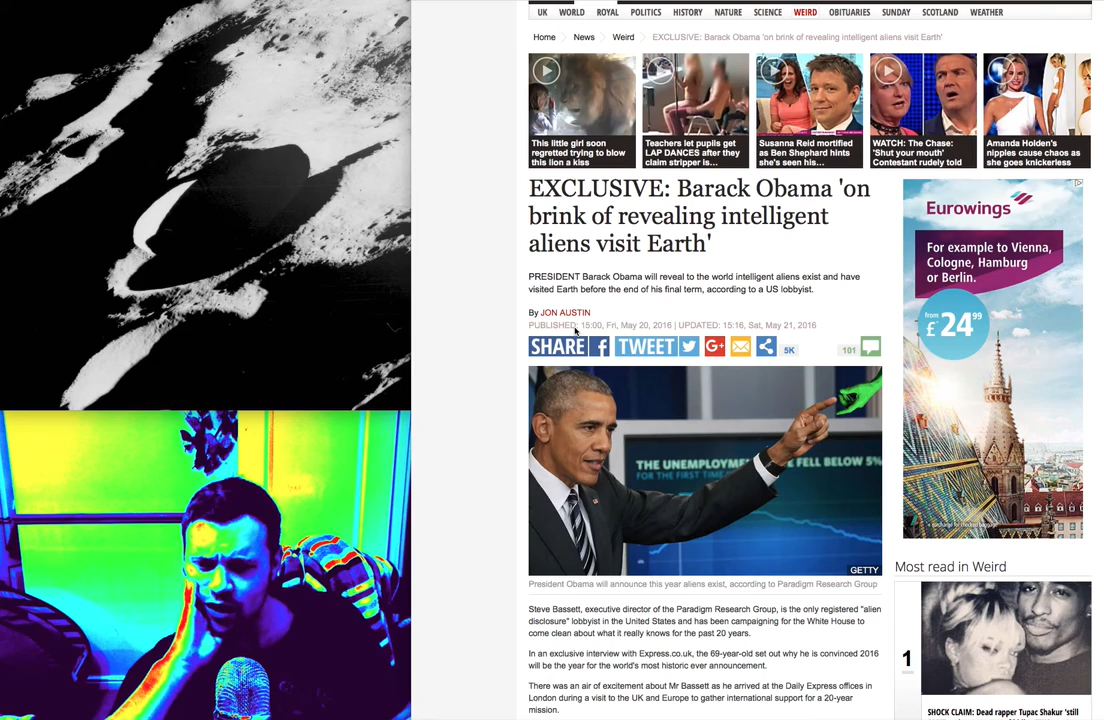 UK WORLD ROYAL POLITICS HISTORY NATURE SCIENCE WEIRD OBITUARIES SUNDAY SCOTLAND WEATHER
Home News Weird EXCLUSIVE: Barack Obama 'on brink of revealing intelligent aliens visit Earth'
This little girl soon
regretted trying to blow
this lion a kiss
Teachers let pupils get
LAP DANCES after they
claim stripper is...
Susanna Reid mortified
as Ben Shephard hints
she's seen his...
WATCH: The Chase:
'Shut your mouth'
Contestant rudely told
Amanda Holden's
nipples cause chaos as
she goes knickerless
EXCLUSIVE: Barack Obama 'on
brink of revealing intelligent
aliens visit Earth'
PRESIDENT Barack Obama will reveal to the world intelligent aliens exist and have
visited Earth before the end of his final term, according to a US lobbyist.
By JON AUSTIN
PUBLISHED: 15:00, Fri, May 20, 2016 | UPDATED: 15:16, Sat, May 21, 2016
SHARE f TWEET G+ 5K 101
THE UNEMPLOYME E FELL BELOW 5%
FOR THE FIRST TIME
GETTY
President Obama will announce this year aliens exist, according to Paradigm Research Group
Steve Bassett, executive director of the Paradigm Research Group, is the only registered "alien
disclosure" lobbyist in the United States and has been campaigning for the White House to
come clean about what it really knows for the past 20 years.
In an exclusive interview with Express.co.uk, the 69-year-old set out why he is convinced 2016
will be the year for the world's most historic ever announcement.
There was an air of excitement about Mr Bassett as he arrived at the Daily Express offices in
London during a visit to the UK and Europe to gather international support for a 20-year
mission.
Eurowings
For example to Vienna,
Cologne, Hamburg
or Berlin.
from
£24.99
Most read in Weird
1
SHOCK CLAIM: Dead rapper Tupac Shakur 'still